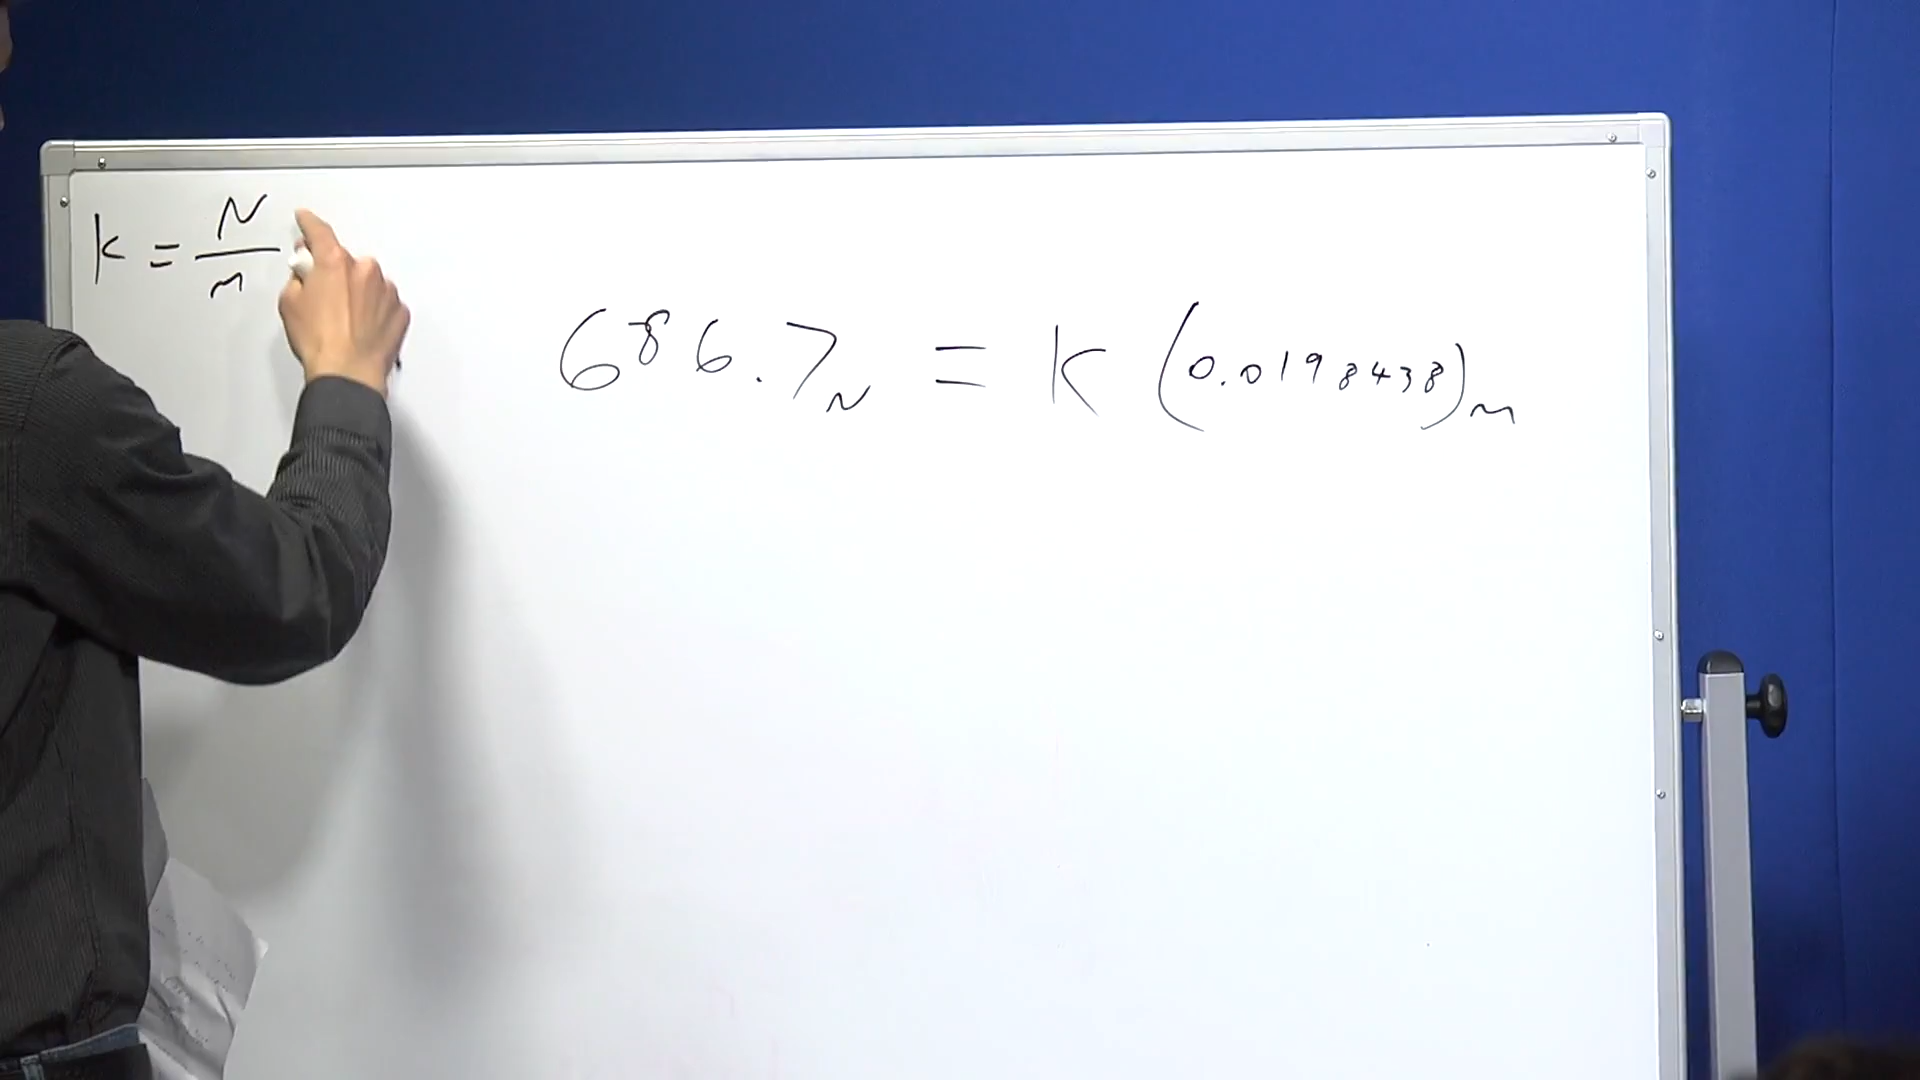 k = N/m
686.7N = K (0.0198438)m